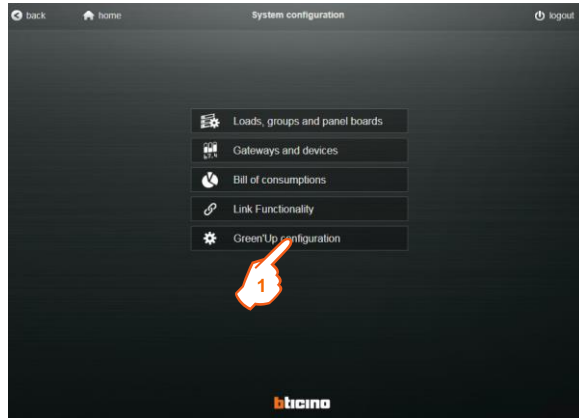 back home System configuration logout
Loads, groups and panel boards
Gateways and devices
Bill of consumptions
Link Functionality
Green'Up configuration
1
bticino